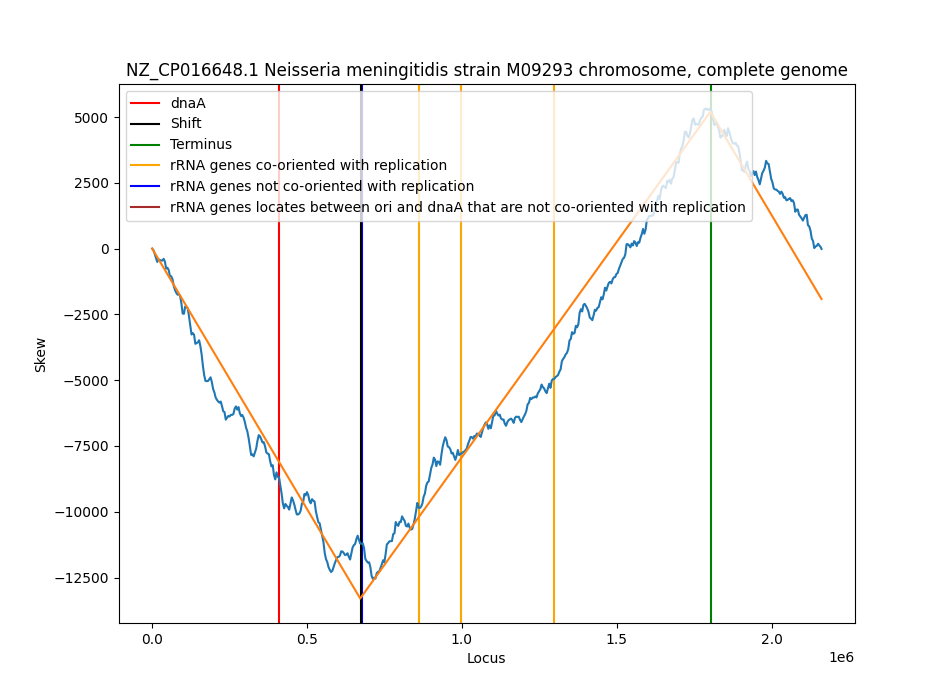 NZ_CP016648.1 Neisseria meningitidis strain M09293 chromosome, complete genome
dnaA
Shift
Terminus
rRNA genes co-oriented with replication
rRNA genes not co-oriented with replication
rRNA genes locates between ori and dnaA that are not co-oriented with replication
5000
2500
0
−2500
−5000
−7500
−10000
−12500
Skew
0.0 0.5 1.0 1.5 2.0
Locus
1e6